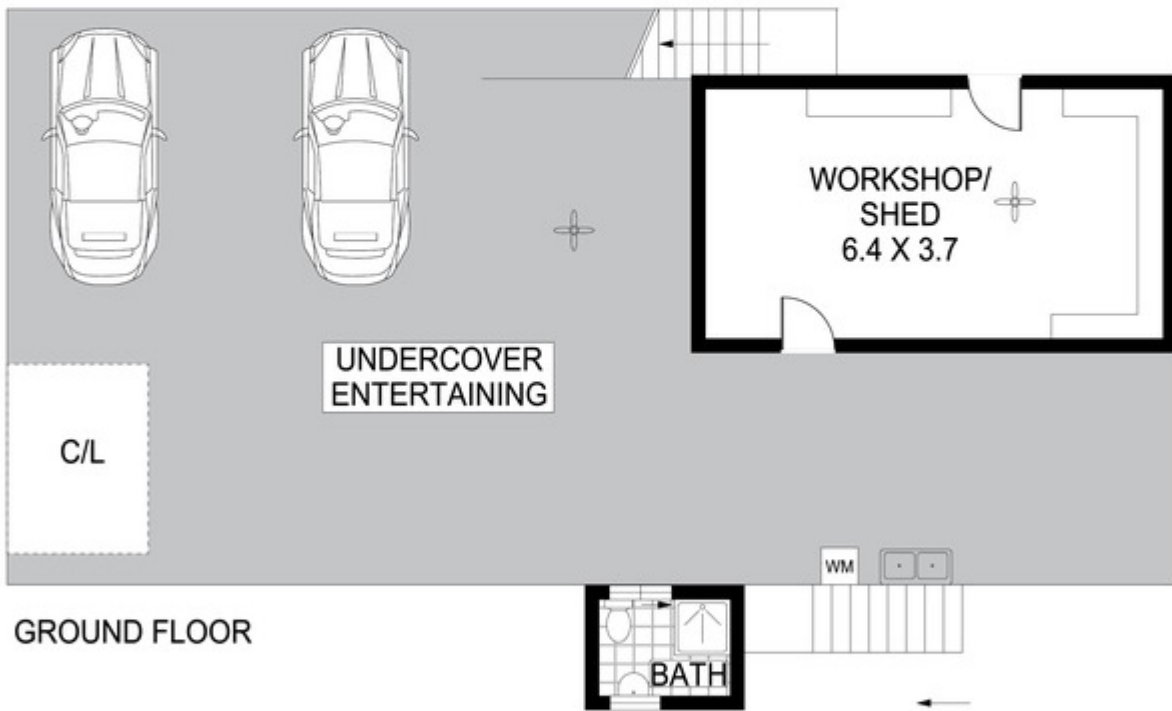 WORKSHOP/
SHED
6.4 X 3.7
UNDERCOVER
ENTERTAINING
C/L
WM
GROUND FLOOR
BATH